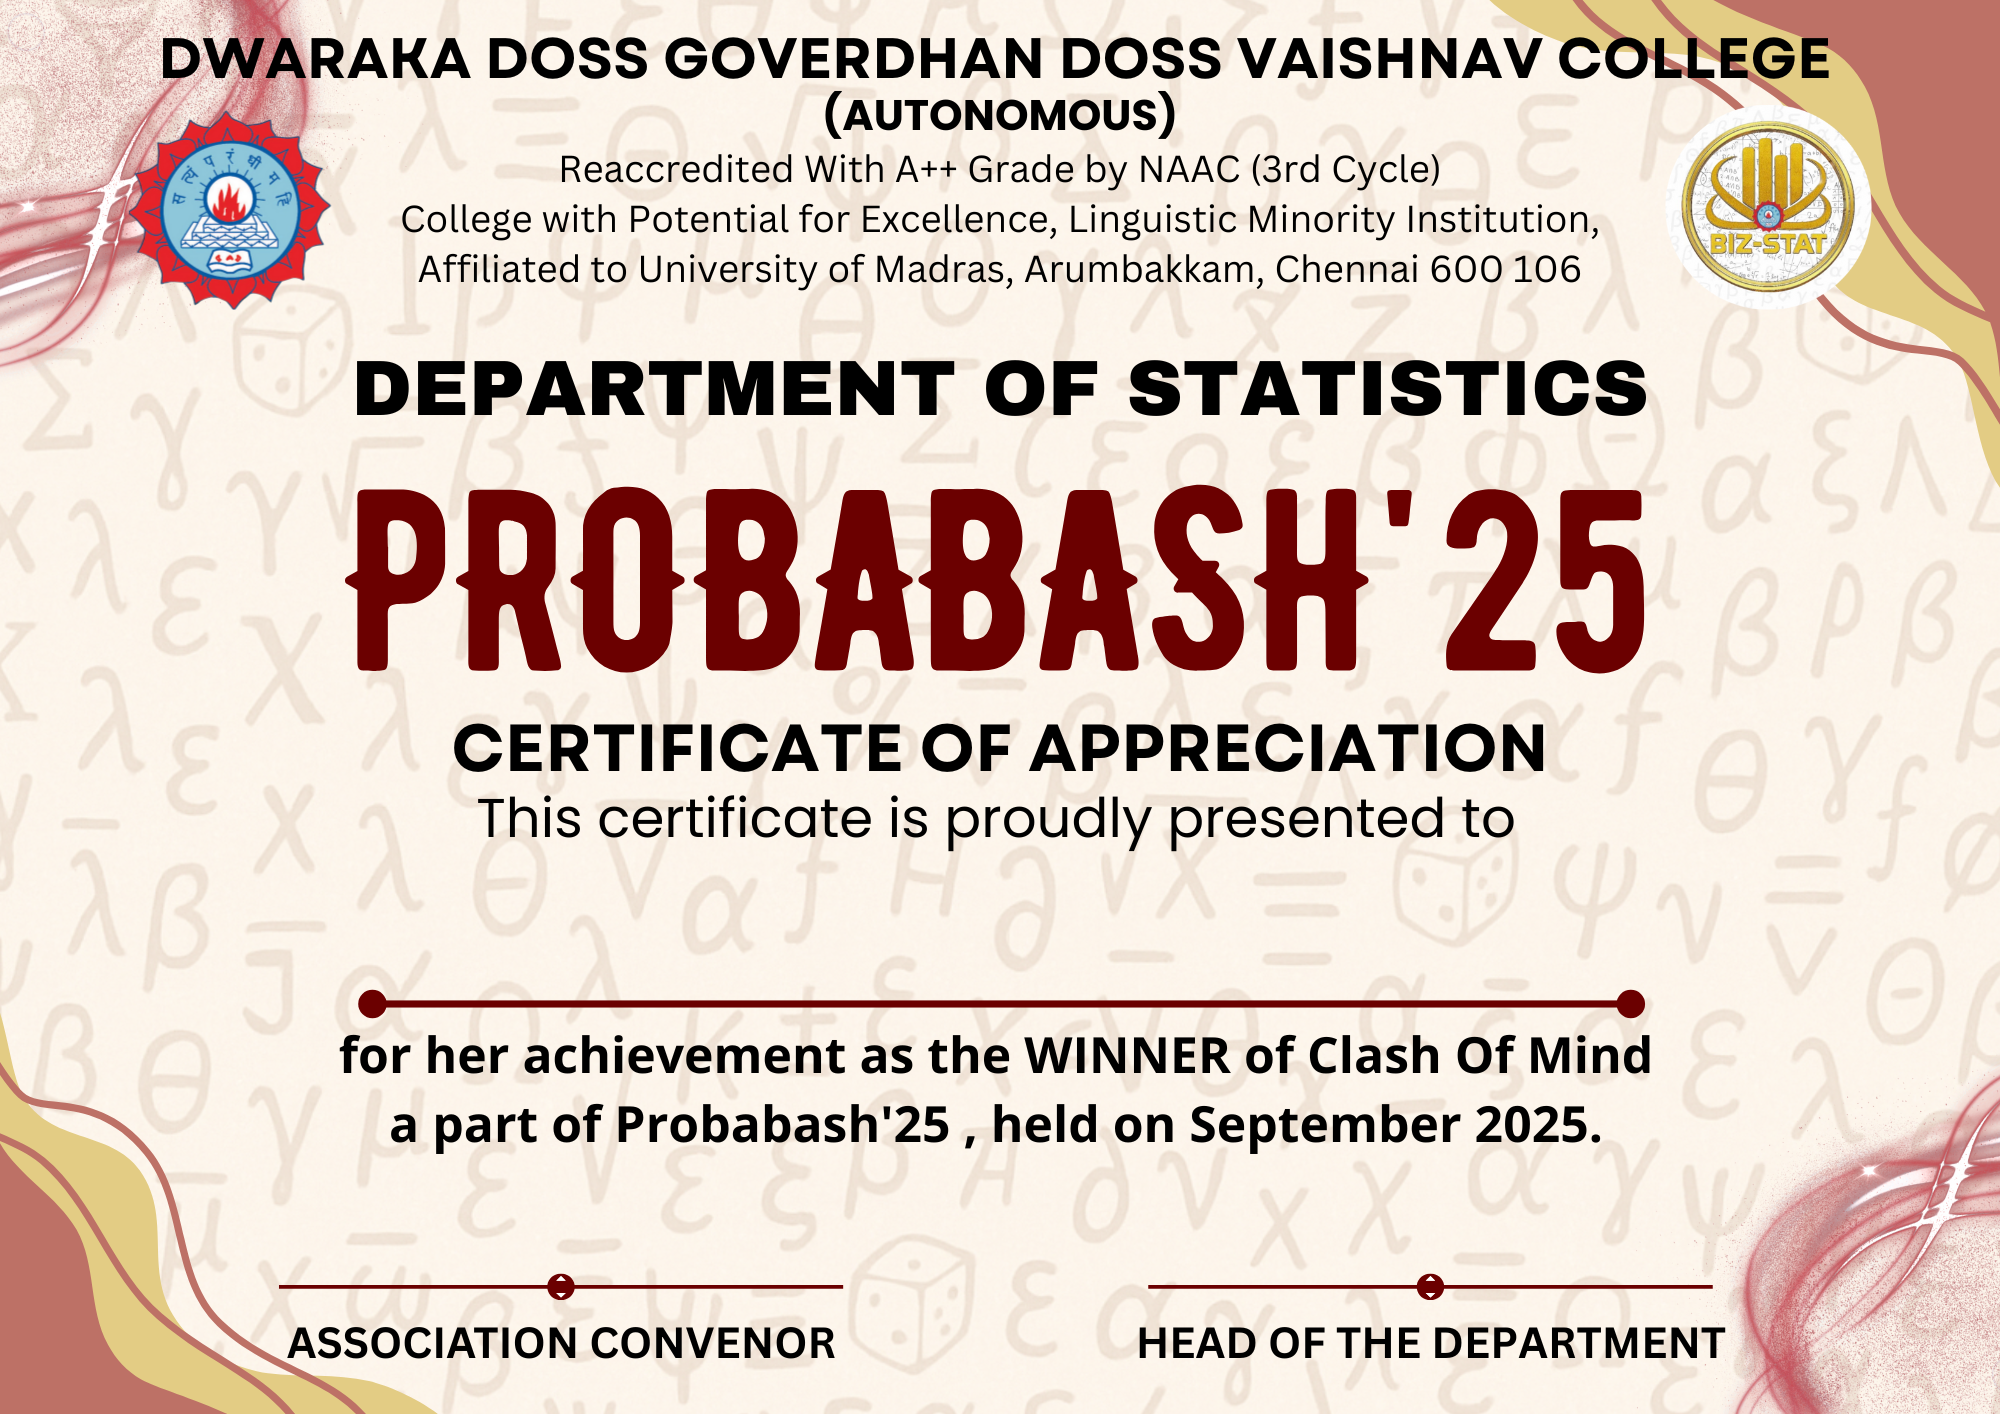 DWARAKA DOSS GOVERDHAN DOSS VAISHNAV COLLEGE
(AUTONOMOUS)
Reaccredited With A++ Grade by NAAC (3rd Cycle)
College with Potential for Excellence, Linguistic Minority Institution,
Affiliated to University of Madras, Arumbakkam, Chennai 600 106
BIZ-STAT
DEPARTMENT OF STATISTICS
PROBABASH'25
CERTIFICATE OF APPRECIATION
This certificate is proudly presented to
for her achievement as the WINNER of Clash Of Mind
a part of Probabash'25 , held on September 2025.
ASSOCIATION CONVENOR
HEAD OF THE DEPARTMENT